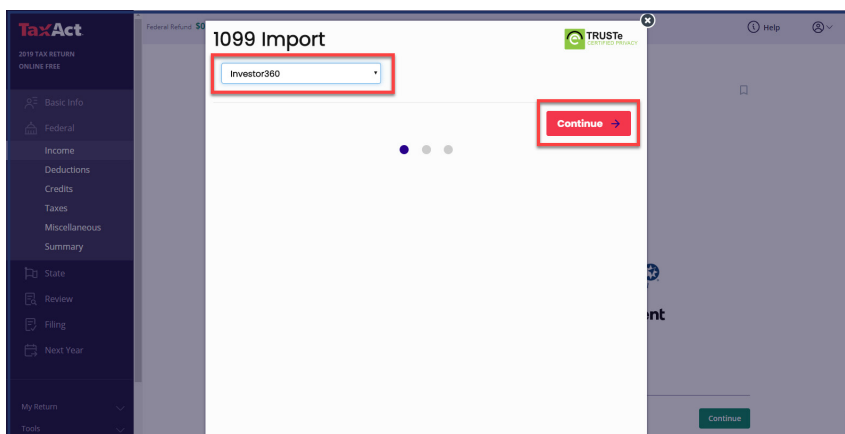 TaxAct
2019 TAX RETURN
ONLINE FREE
Basic Info
Federal
Income
Deductions
Credits
Taxes
Miscellaneous
Summary
State
Review
Filing
Next Year
My Return
Tools
Federal Refund $0
1099 Import
TRUSTe
CERTIFIED PRIVACY
Investor360
Continue
Help
Continue